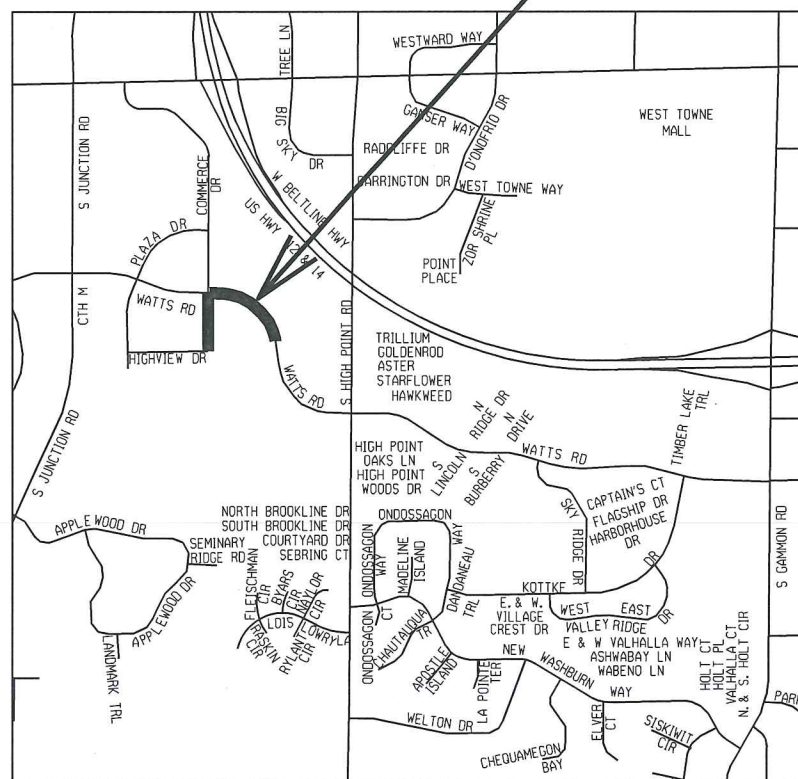 WESTWARD WAY
TREE LN
BIG SKY DR
GANSER WAY
D'ONOFRIO DR
WEST TOWNE
MALL
S JUNCTION RD
COMMERCE DR
RADCLIFFE DR
CARRINGTON DR
WEST TOWNE WAY
W BELTLINE HWY
US HWY 12 & 14
ZOR SHRINE PL
PLAZA DR
POINT
PLACE
CTH M
WATTS RD
HIGHVIEW DR
S HIGH POINT RD
TRILLIUM
GOLDENROD
ASTER
STARFLOWER
HAWKWEED
WATTS RD
N RIDGE DR
N DRIVE
TIMBER LAKE
TRL
S JUNCTION RD
HIGH POINT
OAKS LN
HIGH POINT
WOODS DR
S LINCOLN
S BURBERRY
WATTS RD
SKY RIDGE DR
CAPTAIN'S CT
FLAGSHIP DR
HARBORHOUSE
DR
S GAMMON RD
APPLEWOOD DR
NORTH BROOKLINE DR
SOUTH BROOKLINE DR
COURTYARD DR
SEBRING CT
SEMINARY
RIDGE RD
ONDOSSAGON
WAY
ONDOSSAGON
WAY
MADELINE
ISLAND
DANDANEAU
TRL
KOTTKE
DR
FLEISCHMAN
CIR
BYARS
CIR
NAYLOR
CIR
APPLEWOOD DR
LOIS
LOWRY LA
RASKIN
CIR
RYLANT
CIR
LANDMARK TRL
ONDOSSAGON
CT
CHAUTAUQUA
TR
E. & W.
VILLAGE
CREST DR
WEST
EAST
VALLEY RIDGE
DR
E & W VALHALLA WAY
ASHWABAY LN
WABENO LN
HOLT CT
HOLT PL
VALHALLA CT
N. & S. HOLT CIR
APOSTLE
ISLAND
LA POINTE
TER
NEW
WASHBURN
WAY
WELTON DR
ELVER
CT
SISKIWIT
CIR
CHEQUAMEGON
BAY
PAR